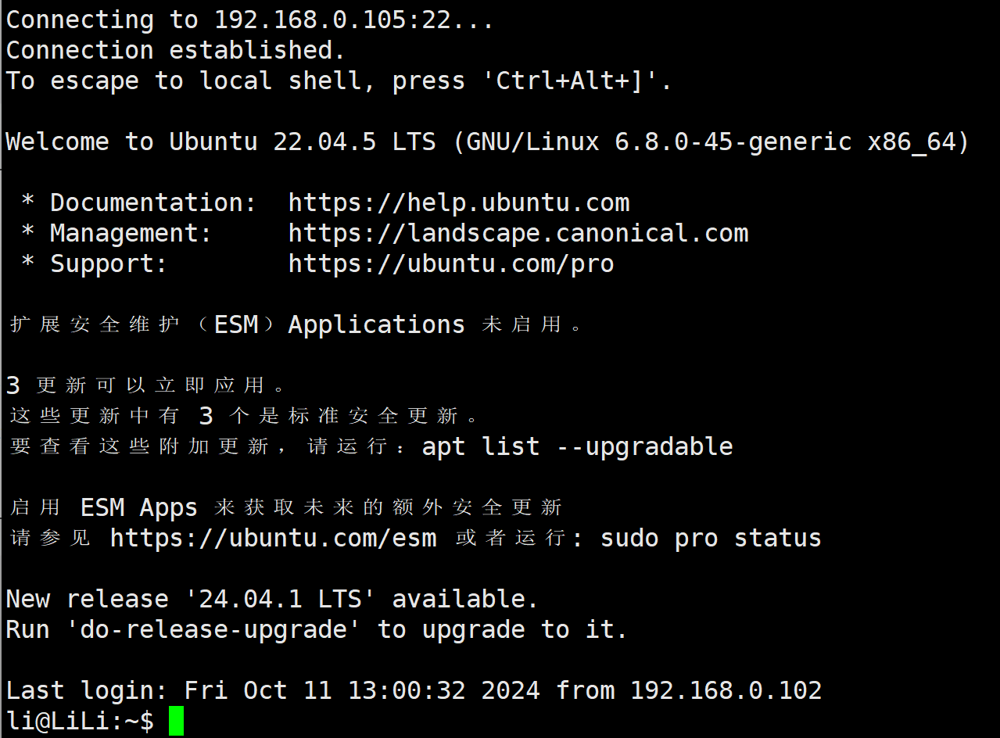 Connecting to 192.168.0.105:22...
Connection established.
To escape to local shell, press 'Ctrl+Alt+]'.
Welcome to Ubuntu 22.04.5 LTS (GNU/Linux 6.8.0-45-generic x86_64)
* Documentation:  https://help.ubuntu.com
* Management:     https://landscape.canonical.com
* Support:        https://ubuntu.com/pro
扩展安全维护（ESM）Applications 未启用。
3 更新可以立即应用。
这些更新中有 3 个是标准安全更新。
要查看这些附加更新，请运行：apt list --upgradable
启用 ESM Apps 来获取未来的额外安全更新
请参见 https://ubuntu.com/esm 或者运行: sudo pro status
New release '24.04.1 LTS' available.
Run 'do-release-upgrade' to upgrade to it.
Last login: Fri Oct 11 13:00:32 2024 from 192.168.0.102
li@LiLi:~$